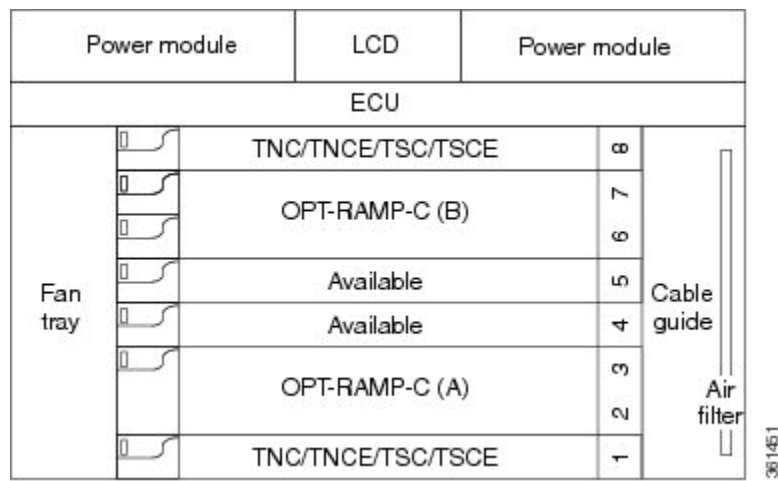 Power module LCD Power module
ECU
TNC/TNCE/TSC/TSCE 8
OPT-RAMP-C (B) 7
6
Available 5
Available 4
Fan
tray
Cable
guide
OPT-RAMP-C (A) 3
2
Air
filter
TNC/TNCE/TSC/TSCE 1
361451